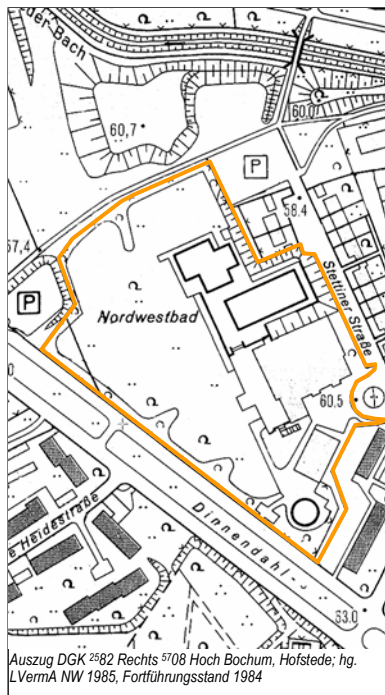 der Bach
60,7
60,0
P
58.4
57,4
P
Nordwestbad
Stettiner Straße
60,5
e Heidestraße
Dinnendahl-
63.0
Auszug DGK ²⁵82 Rechts ⁵⁷08 Hoch Bochum, Hofstede; hg.
LVermA NW 1985, Fortführungsstand 1984